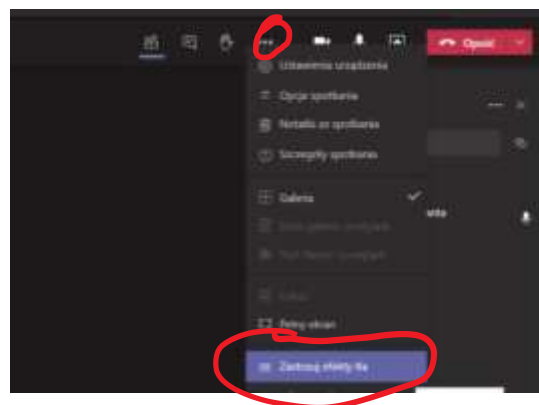 Opuść
Ustawienia urządzenia
Opcje spotkania
Notatki ze spotkania
Szczegóły spotkania
Galeria
Pełny ekran
Zastosuj efekty tła